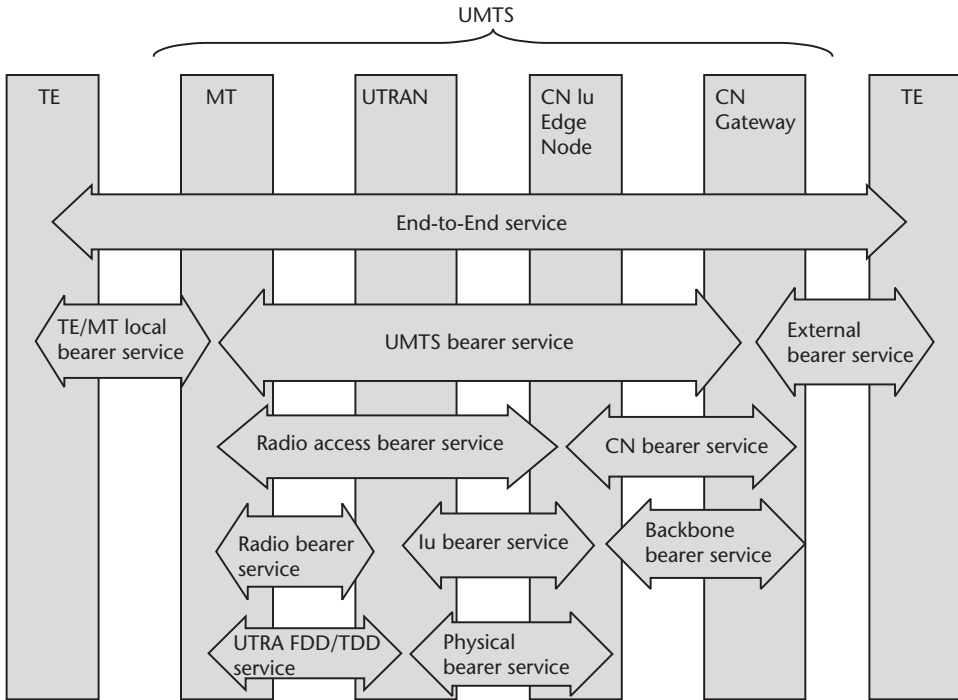 UMTS
TE
MT
UTRAN
CN Iu
Edge
Node
CN
Gateway
TE
End-to-End service
TE/MT local
bearer service
UMTS bearer service
External
bearer service
Radio access bearer service
CN bearer service
Radio bearer
service
Iu bearer service
Backbone
bearer service
UTRA FDD/TDD
service
Physical
bearer service